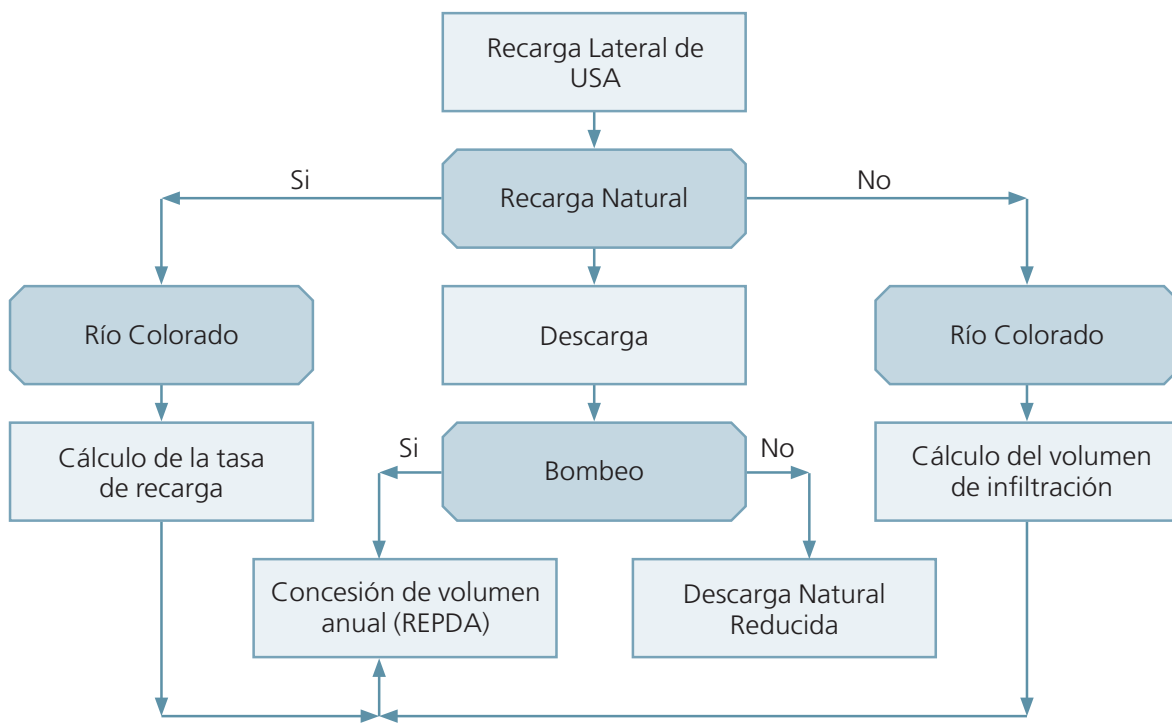 Recarga Lateral de
USA
Si
Recarga Natural
No
Río Colorado
Descarga
Río Colorado
Cálculo de la tasa
de recarga
Si
Bombeo
No
Cálculo del volumen
de infiltración
Concesión de volumen
anual (REPDA)
Descarga Natural
Reducida